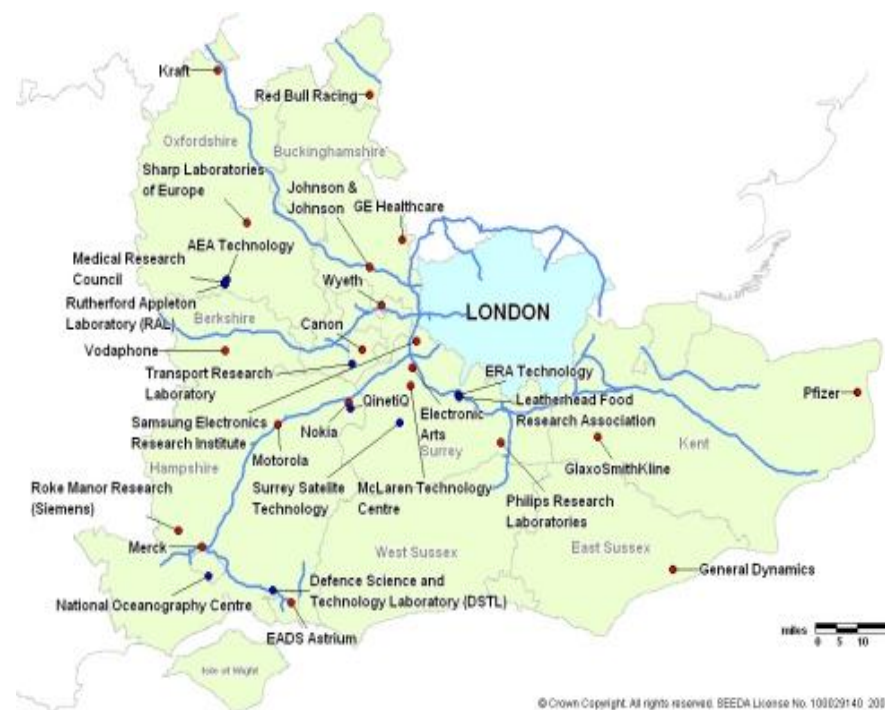 Kraft
Red Bull Racing
Oxfordshire
Buckinghamshire
Sharp Laboratories
of Europe
Johnson &
Johnson
GE Healthcare
AEA Technology
Medical Research
Council
Wyeth
Rutherford Appleton
Laboratory (RAL)
Berkshire
Canon
LONDON
Vodaphone
Transport Research
Laboratory
ERA Technology
Pfizer
QinetiQ
Electronic
Arts
Leatherhead Food
Research Association
Samsung Electronics
Research Institute
Nokia
Surrey
Kent
Motorola
GlaxoSmithKline
Hampshire
Roke Manor Research
(Siemens)
Surrey Satellite
Technology
McLaren Technology
Centre
Philips Research
Laboratories
Merck
West Sussex
East Sussex
General Dynamics
National Oceanography Centre
Defence Science and
Technology Laboratory (DSTL)
EADS Astrium
miles
0 5 10
Isle of Wight
© Crown Copyright. All rights reserved. SEEDA License No. 100029140 200